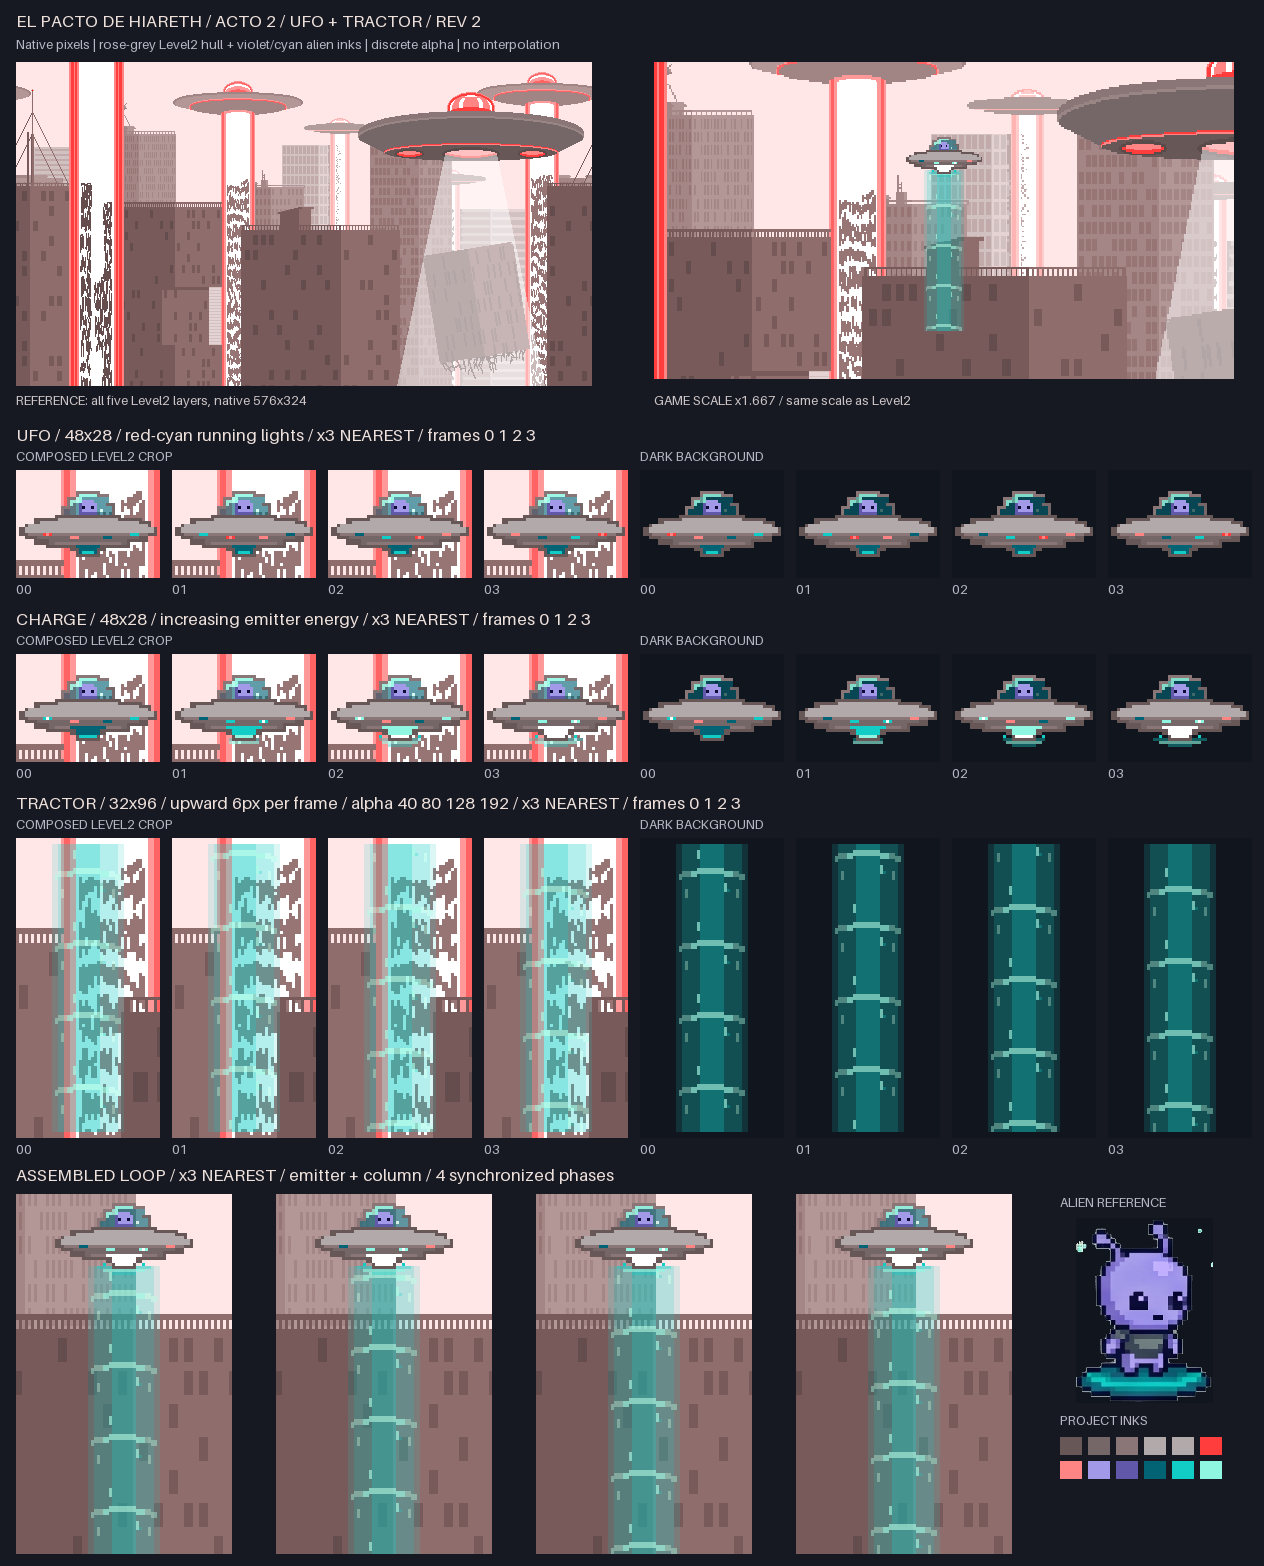 EL PACTO DE HIARETH / ACTO 2 / UFO + TRACTOR / REV 2
Native pixels | rose-grey Level2 hull + violet/cyan alien inks | discrete alpha | no interpolation
REFERENCE: all five Level2 layers, native 576x324
GAME SCALE x1.667 / same scale as Level2
UFO / 48x28 / red-cyan running lights / x3 NEAREST / frames 0 1 2 3
COMPOSED LEVEL2 CROP
DARK BACKGROUND
00 01 02 03 00 01 02 03
CHARGE / 48x28 / increasing emitter energy / x3 NEAREST / frames 0 1 2 3
COMPOSED LEVEL2 CROP
DARK BACKGROUND
00 01 02 03 00 01 02 03
TRACTOR / 32x96 / upward 6px per frame / alpha 40 80 128 192 / x3 NEAREST / frames 0 1 2 3
COMPOSED LEVEL2 CROP
DARK BACKGROUND
00 01 02 03 00 01 02 03
ASSEMBLED LOOP / x3 NEAREST / emitter + column / 4 synchronized phases
ALIEN REFERENCE
PROJECT INKS